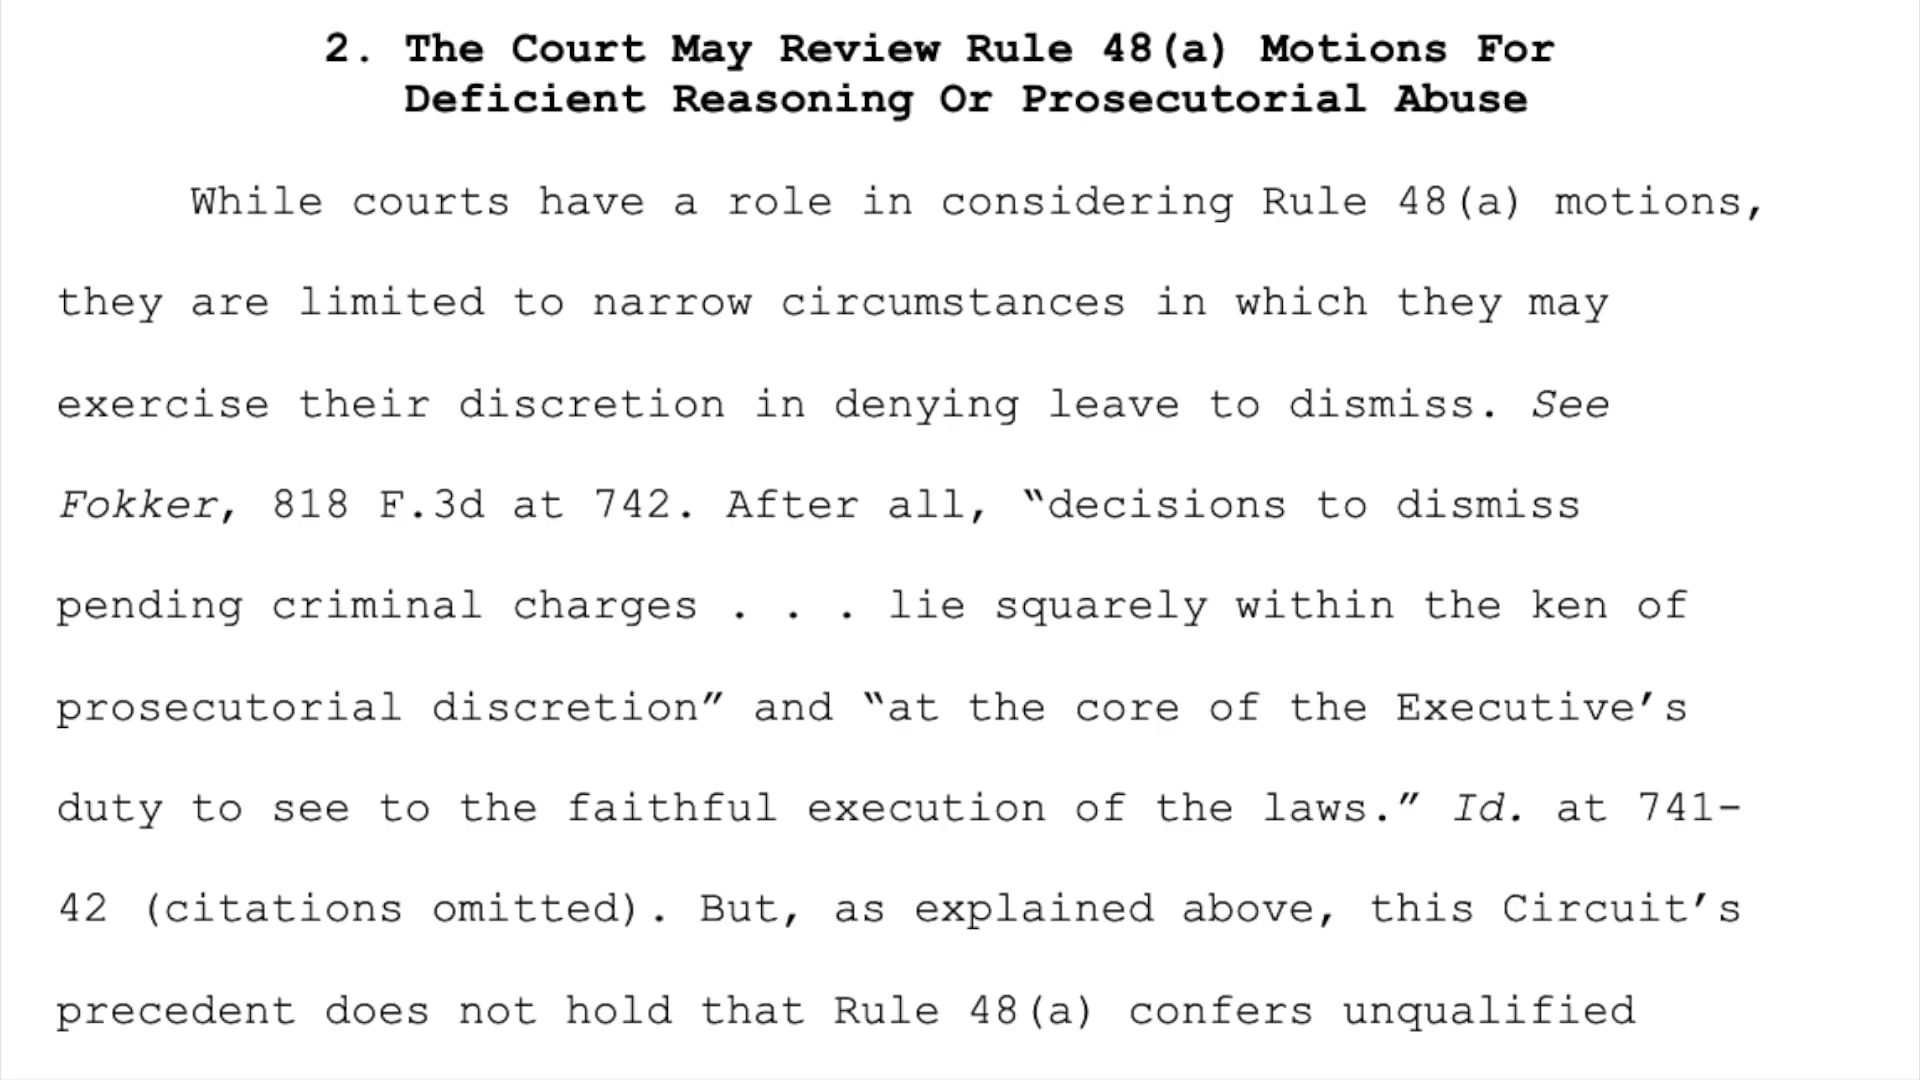 2. The Court May Review Rule 48(a) Motions For
Deficient Reasoning Or Prosecutorial Abuse
While courts have a role in considering Rule 48(a) motions,
they are limited to narrow circumstances in which they may
exercise their discretion in denying leave to dismiss. See
Fokker, 818 F.3d at 742. After all, “decisions to dismiss
pending criminal charges . . . lie squarely within the ken of
prosecutorial discretion” and “at the core of the Executive’s
duty to see to the faithful execution of the laws.” Id. at 741-
42 (citations omitted). But, as explained above, this Circuit’s
precedent does not hold that Rule 48(a) confers unqualified